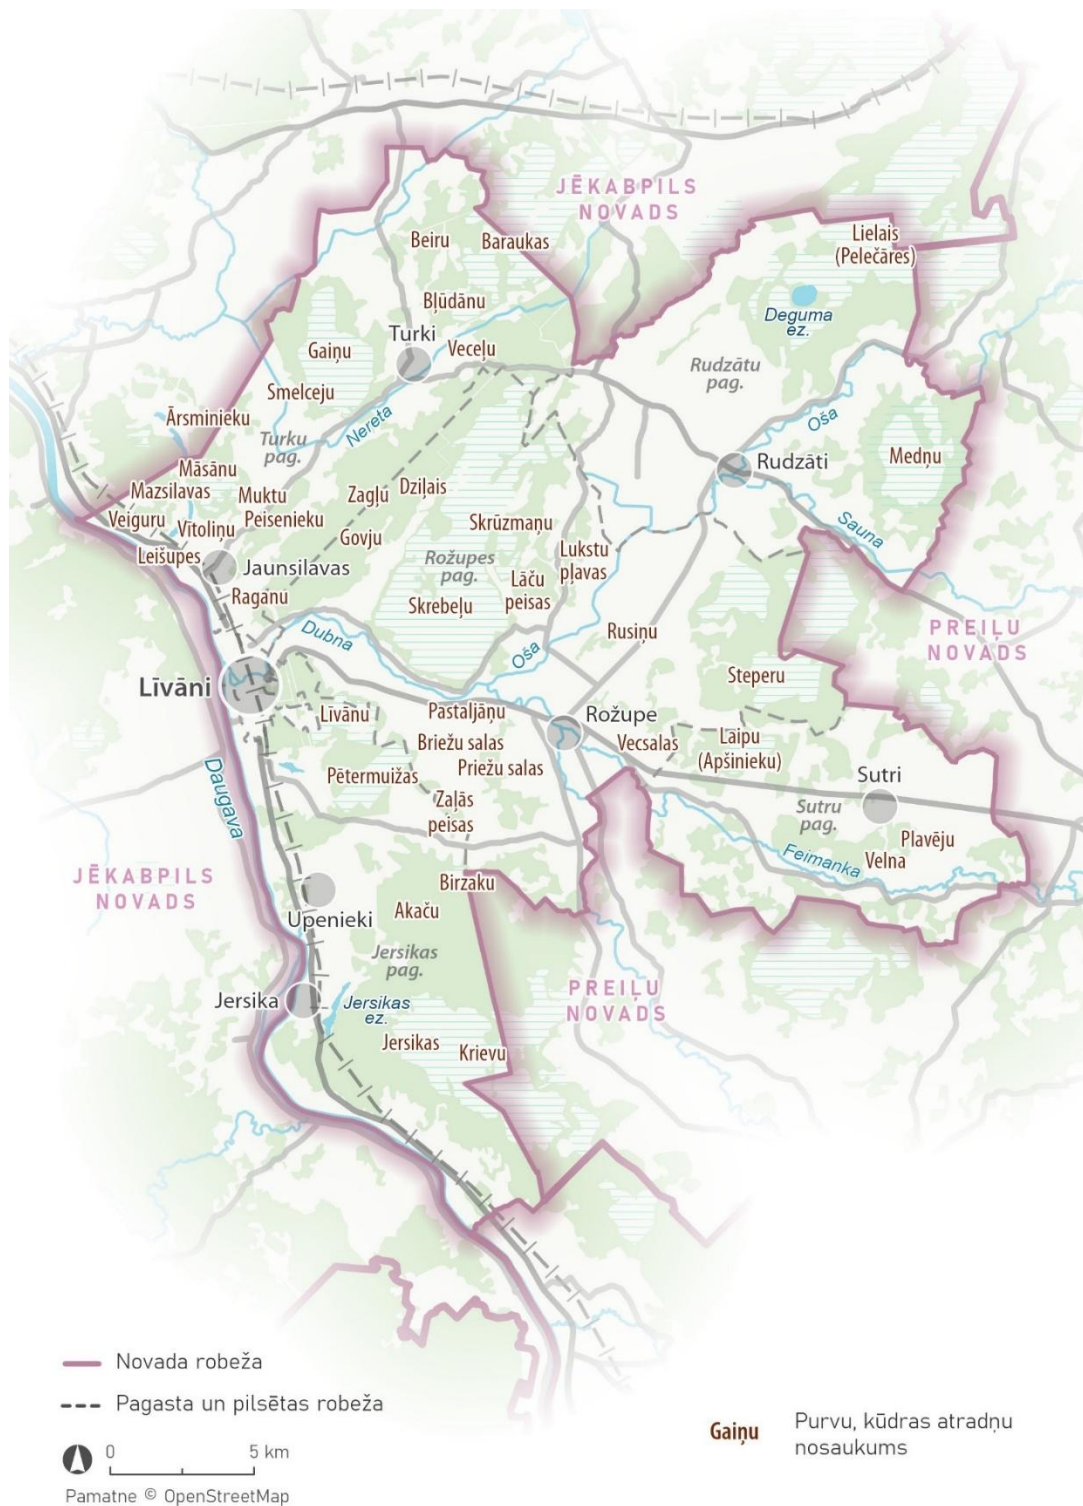 JĒKABPILS
NOVADS
Lielais
(Pelečāres)
Beiru
Baraukas
Deguma
ez.
Bļūdānu
Turki
Gaiņu
Veceļu
Rudzātu
pag.
Smelceju
Nereta
Ārsminieku
Oša
Turku
pag.
Medņu
Rudzāti
Māsānu
Mazsilavas
Muktu
Zagļu
Dziļais
Veiguru
Vītoliņu
Peisenieku
Skrūzmaņu
Sauna
Govju
Leišupes
Jaunsilavas
Rožupes
pag.
Lukstu
pļavas
Lāču
peisas
Raganu
Skrebeļu
Dubna
Oša
Rusiņu
PREIĻU
NOVADS
Līvāni
Steperu
Līvānu
Pastaljāņu
Rožupe
Briežu salas
Vecsalas
Laipu
(Apšinieku)
Priežu salas
Pētermuižas
Sutri
Daugava
Zaļās
peisas
Sutru
pag.
Plavēju
Feimanka
Velna
JĒKABPILS
NOVADS
Birzaku
Upenieki
Akaču
Jersikas
pag.
PREIĻU
NOVADS
Jersika
Jersikas
ez.
Jersikas
Krievu
Novada robeža
Pagasta un pilsētas robeža
Gaiņu
Purvu, kūdras atradņu
nosaukums
0 5 km
Pamatne © OpenStreetMap